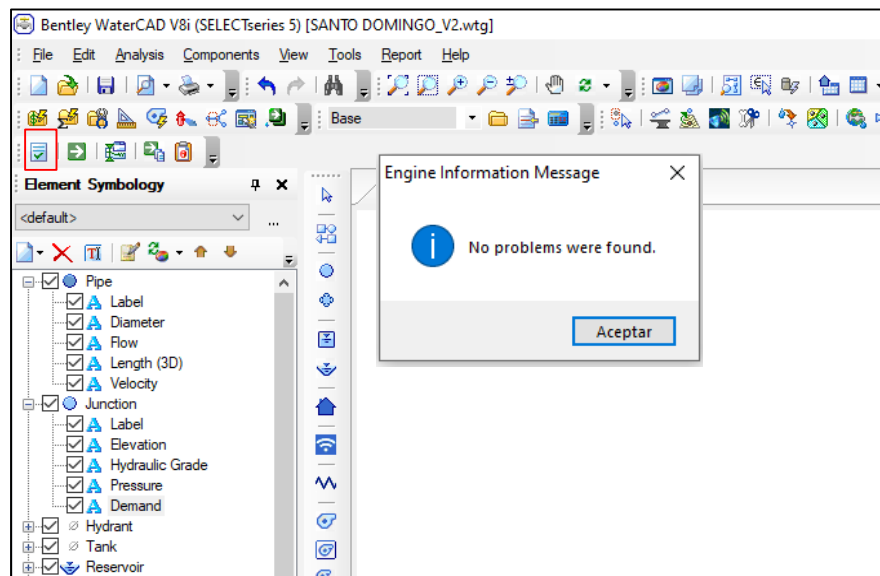 Bentley WaterCAD V8i (SELECTseries 5) [SANTO DOMINGO_V2.wtg]
File Edit Analysis Components View Tools Report Help
Base
Element Symbology
<default>
...
Pipe
Label
Diameter
Flow
Length (3D)
Velocity
Junction
Label
Elevation
Hydraulic Grade
Pressure
Demand
Hydrant
Tank
Reservoir
Engine Information Message
No problems were found.
Aceptar